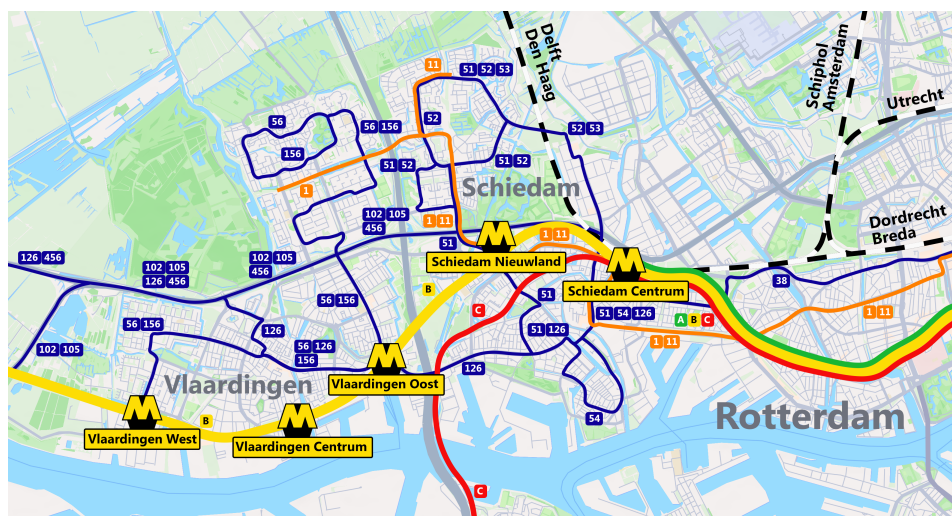 Delft
Den Haag
Schiphol
Amsterdam
Utrecht
11
51 52 53
56
56 156
52
52 53
156
51 52
51 52
1
Schiedam
102 105
456
1 11
51
1 11
Dordrecht
Breda
Schiedam Nieuwland
126 456
102 105
126 456
102 105
456
Schiedam Centrum
38
B
C
51
56 156
51 54 126
A B C
1 11
56 156
126
51 126
1 11
102 105
56 126
156
126
Vlaardingen
Vlaardingen Oost
54
Rotterdam
B
Vlaardingen West
Vlaardingen Centrum
C